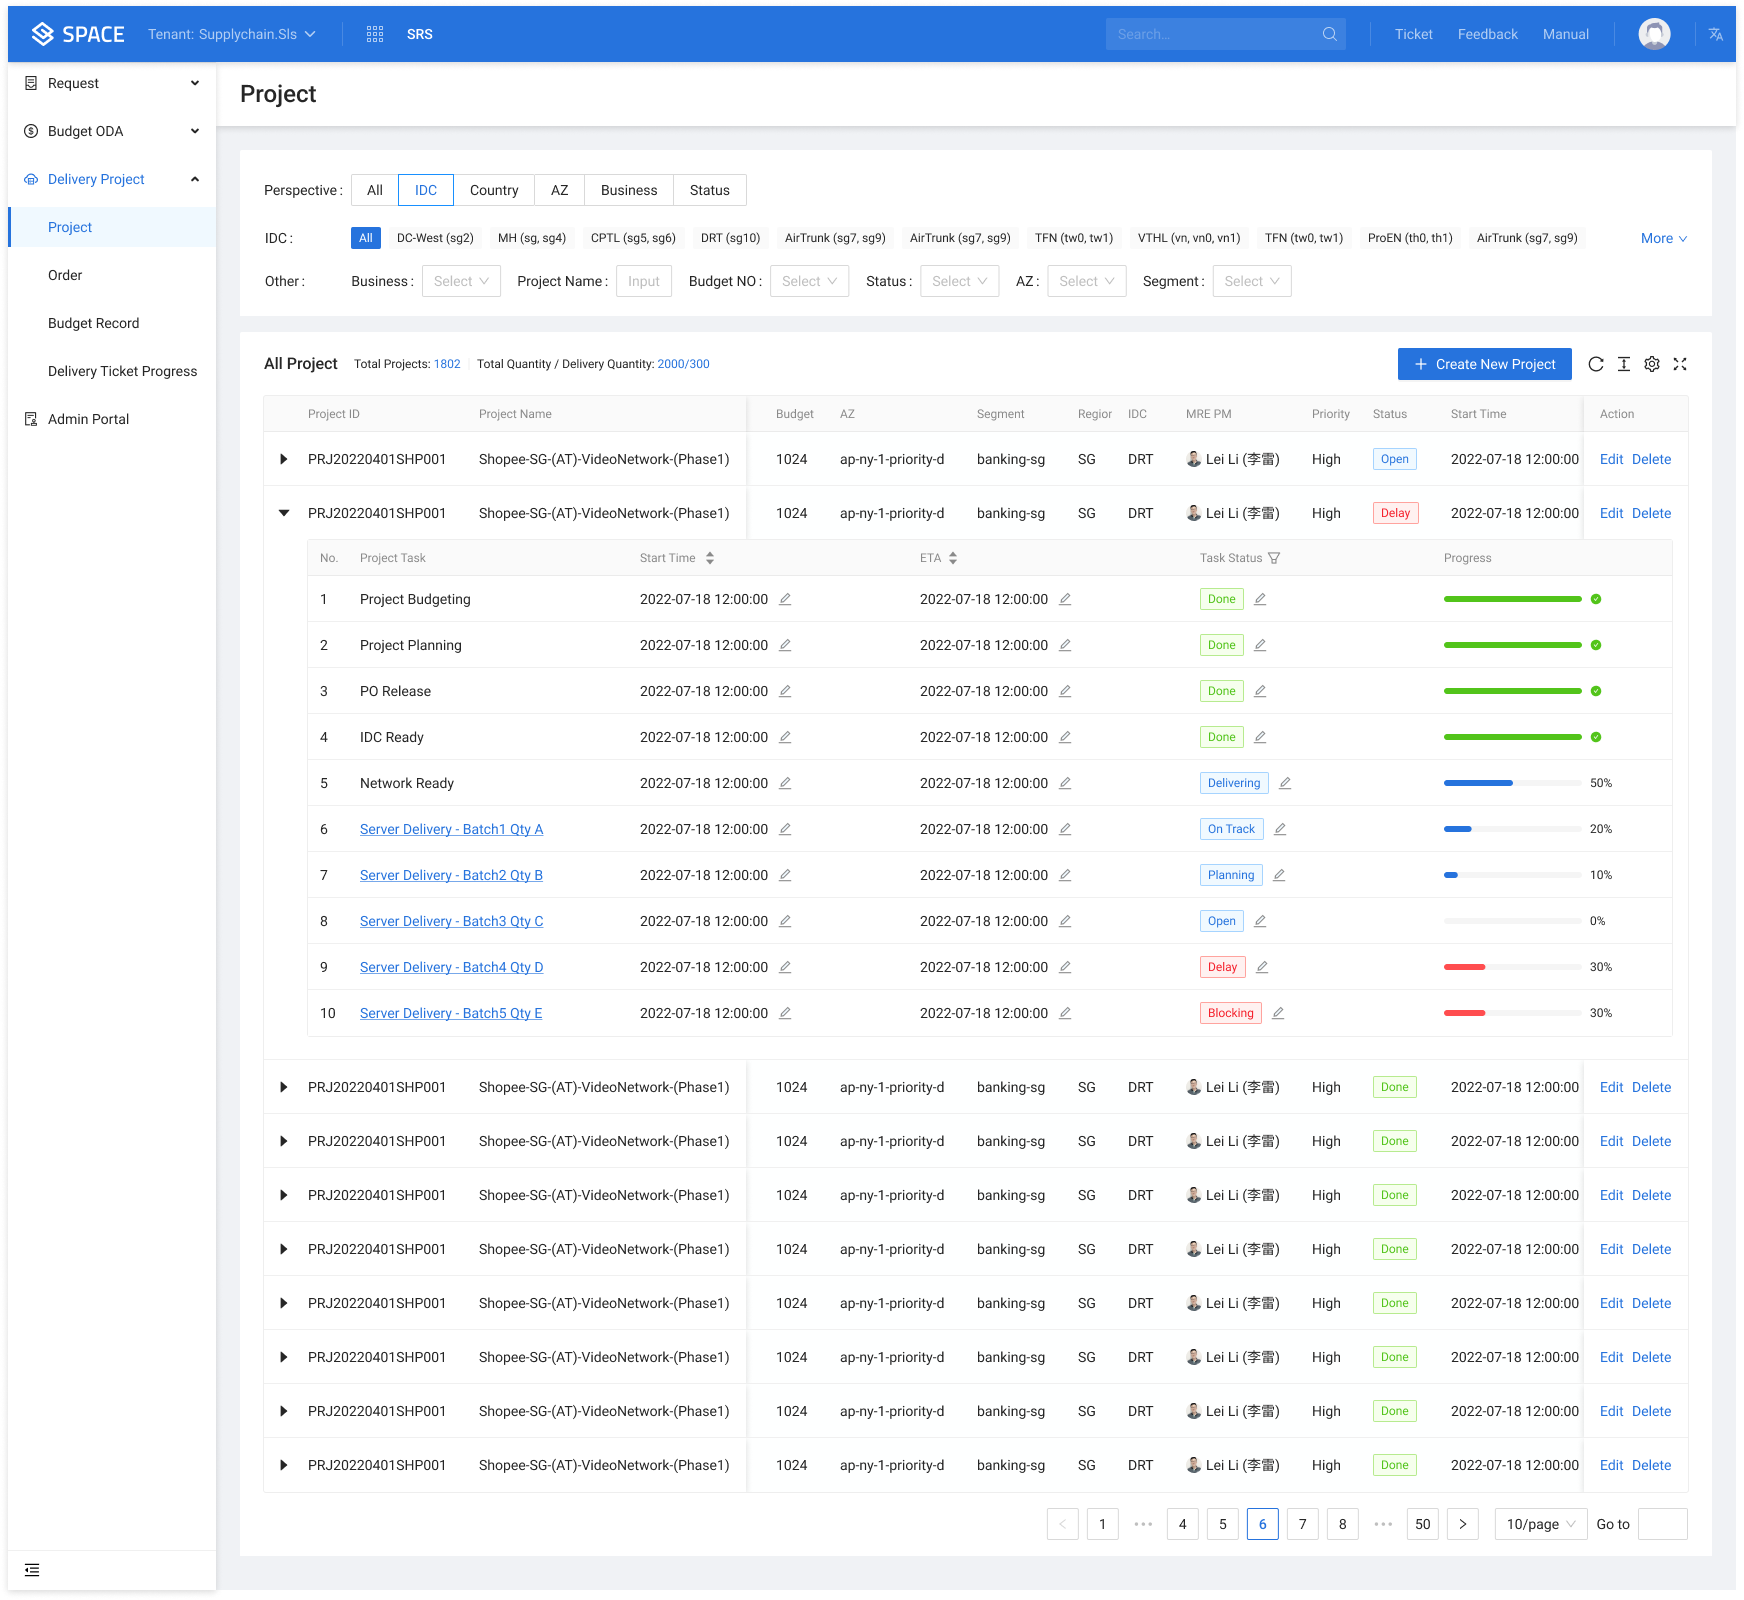 SPACE Tenant: Supplychain.Sls SRS Search... Ticket Feedback Manual
Request
Budget ODA
Delivery Project
Project
Order
Budget Record
Delivery Ticket Progress
Admin Portal
Project
Perspective : All IDC Country AZ Business Status
IDC : All DC-West (sg2) MH (sg, sg4) CPTL (sg5, sg6) DRT (sg10) AirTrunk (sg7, sg9) AirTrunk (sg7, sg9) TFN (tw0, tw1) VTHL (vn, vn0, vn1) TFN (tw0, tw1) ProEN (th0, th1) AirTrunk (sg7, sg9) More
Other : Business : Select Project Name : Input Budget NO : Select Status : Select AZ : Select Segment : Select
All Project Total Projects: 1802 Total Quantity / Delivery Quantity: 2000/300 + Create New Project
Project ID Project Name Budget AZ Segment Region IDC MRE PM Priority Status Start Time Action
PRJ20220401SHP001 Shopee-SG-(AT)-VideoNetwork-(Phase1) 1024 ap-ny-1-priority-d banking-sg SG DRT Lei Li (李雷) High Open 2022-07-18 12:00:00 Edit Delete
PRJ20220401SHP001 Shopee-SG-(AT)-VideoNetwork-(Phase1) 1024 ap-ny-1-priority-d banking-sg SG DRT Lei Li (李雷) High Delay 2022-07-18 12:00:00 Edit Delete
No. Project Task Start Time ETA Task Status Progress
1 Project Budgeting 2022-07-18 12:00:00 2022-07-18 12:00:00 Done
2 Project Planning 2022-07-18 12:00:00 2022-07-18 12:00:00 Done
3 PO Release 2022-07-18 12:00:00 2022-07-18 12:00:00 Done
4 IDC Ready 2022-07-18 12:00:00 2022-07-18 12:00:00 Done
5 Network Ready 2022-07-18 12:00:00 2022-07-18 12:00:00 Delivering 50%
6 Server Delivery - Batch1 Qty A 2022-07-18 12:00:00 2022-07-18 12:00:00 On Track 20%
7 Server Delivery - Batch2 Qty B 2022-07-18 12:00:00 2022-07-18 12:00:00 Planning 10%
8 Server Delivery - Batch3 Qty C 2022-07-18 12:00:00 2022-07-18 12:00:00 Open 0%
9 Server Delivery - Batch4 Qty D 2022-07-18 12:00:00 2022-07-18 12:00:00 Delay 30%
10 Server Delivery - Batch5 Qty E 2022-07-18 12:00:00 2022-07-18 12:00:00 Blocking 30%
PRJ20220401SHP001 Shopee-SG-(AT)-VideoNetwork-(Phase1) 1024 ap-ny-1-priority-d banking-sg SG DRT Lei Li (李雷) High Done 2022-07-18 12:00:00 Edit Delete
PRJ20220401SHP001 Shopee-SG-(AT)-VideoNetwork-(Phase1) 1024 ap-ny-1-priority-d banking-sg SG DRT Lei Li (李雷) High Done 2022-07-18 12:00:00 Edit Delete
PRJ20220401SHP001 Shopee-SG-(AT)-VideoNetwork-(Phase1) 1024 ap-ny-1-priority-d banking-sg SG DRT Lei Li (李雷) High Done 2022-07-18 12:00:00 Edit Delete
PRJ20220401SHP001 Shopee-SG-(AT)-VideoNetwork-(Phase1) 1024 ap-ny-1-priority-d banking-sg SG DRT Lei Li (李雷) High Done 2022-07-18 12:00:00 Edit Delete
PRJ20220401SHP001 Shopee-SG-(AT)-VideoNetwork-(Phase1) 1024 ap-ny-1-priority-d banking-sg SG DRT Lei Li (李雷) High Done 2022-07-18 12:00:00 Edit Delete
PRJ20220401SHP001 Shopee-SG-(AT)-VideoNetwork-(Phase1) 1024 ap-ny-1-priority-d banking-sg SG DRT Lei Li (李雷) High Done 2022-07-18 12:00:00 Edit Delete
PRJ20220401SHP001 Shopee-SG-(AT)-VideoNetwork-(Phase1) 1024 ap-ny-1-priority-d banking-sg SG DRT Lei Li (李雷) High Done 2022-07-18 12:00:00 Edit Delete
PRJ20220401SHP001 Shopee-SG-(AT)-VideoNetwork-(Phase1) 1024 ap-ny-1-priority-d banking-sg SG DRT Lei Li (李雷) High Done 2022-07-18 12:00:00 Edit Delete
< 1 ••• 4 5 6 7 8 ••• 50 > 10/page Go to